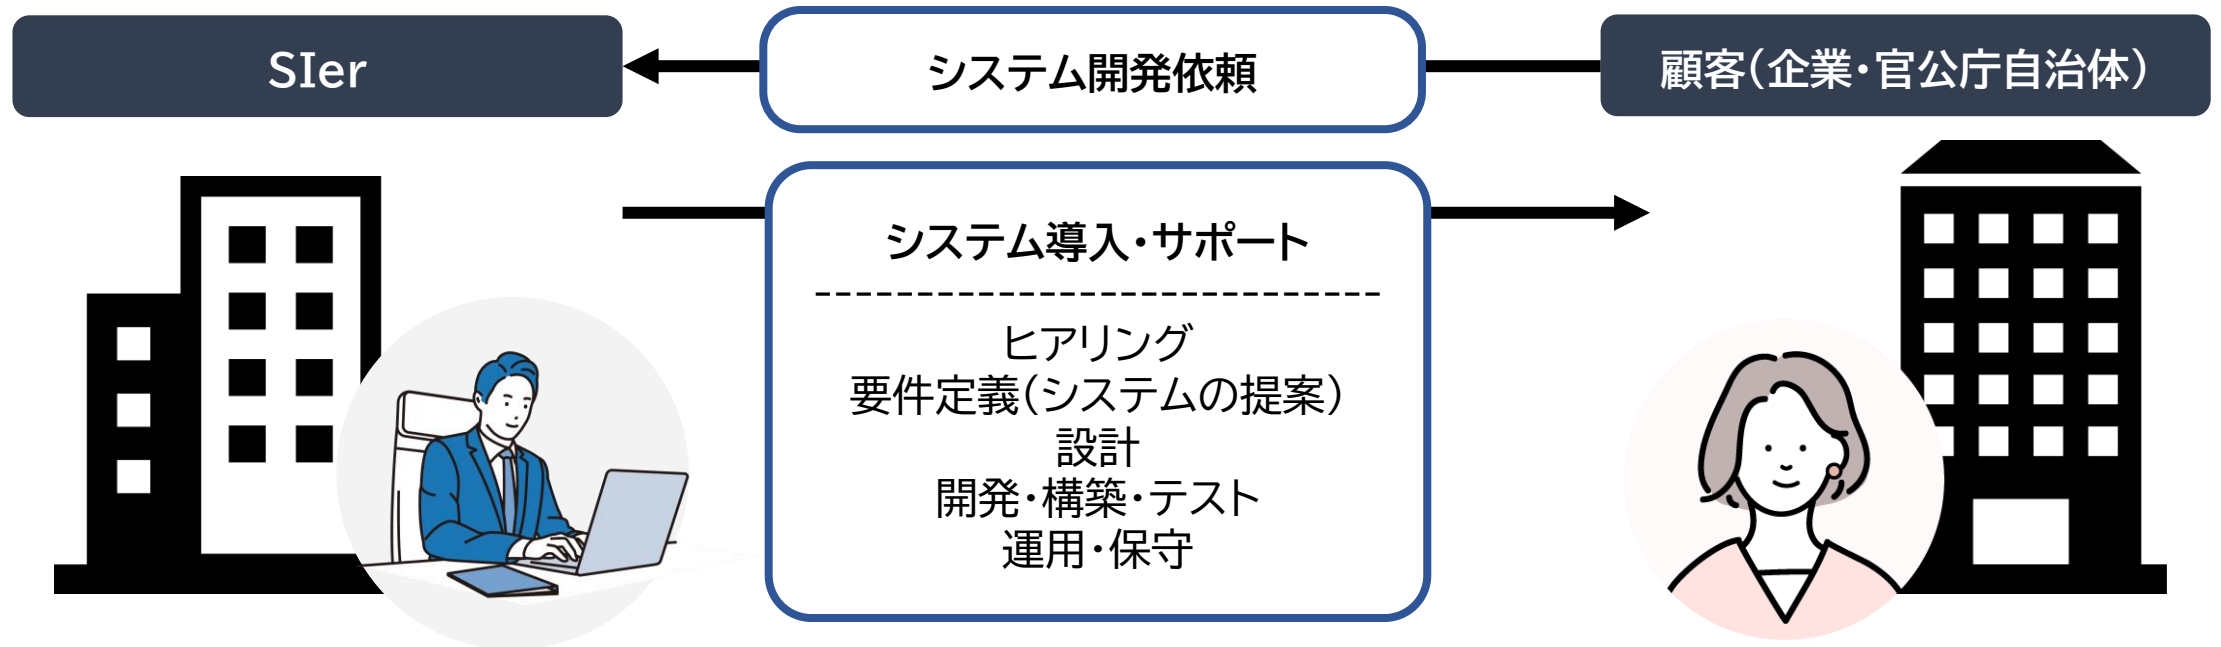 SIer
システム開発依頼
顧客(企業・官公庁自治体)
システム導入・サポート
ヒアリング
要件定義(システムの提案)
設計
開発・構築・テスト
運用・保守